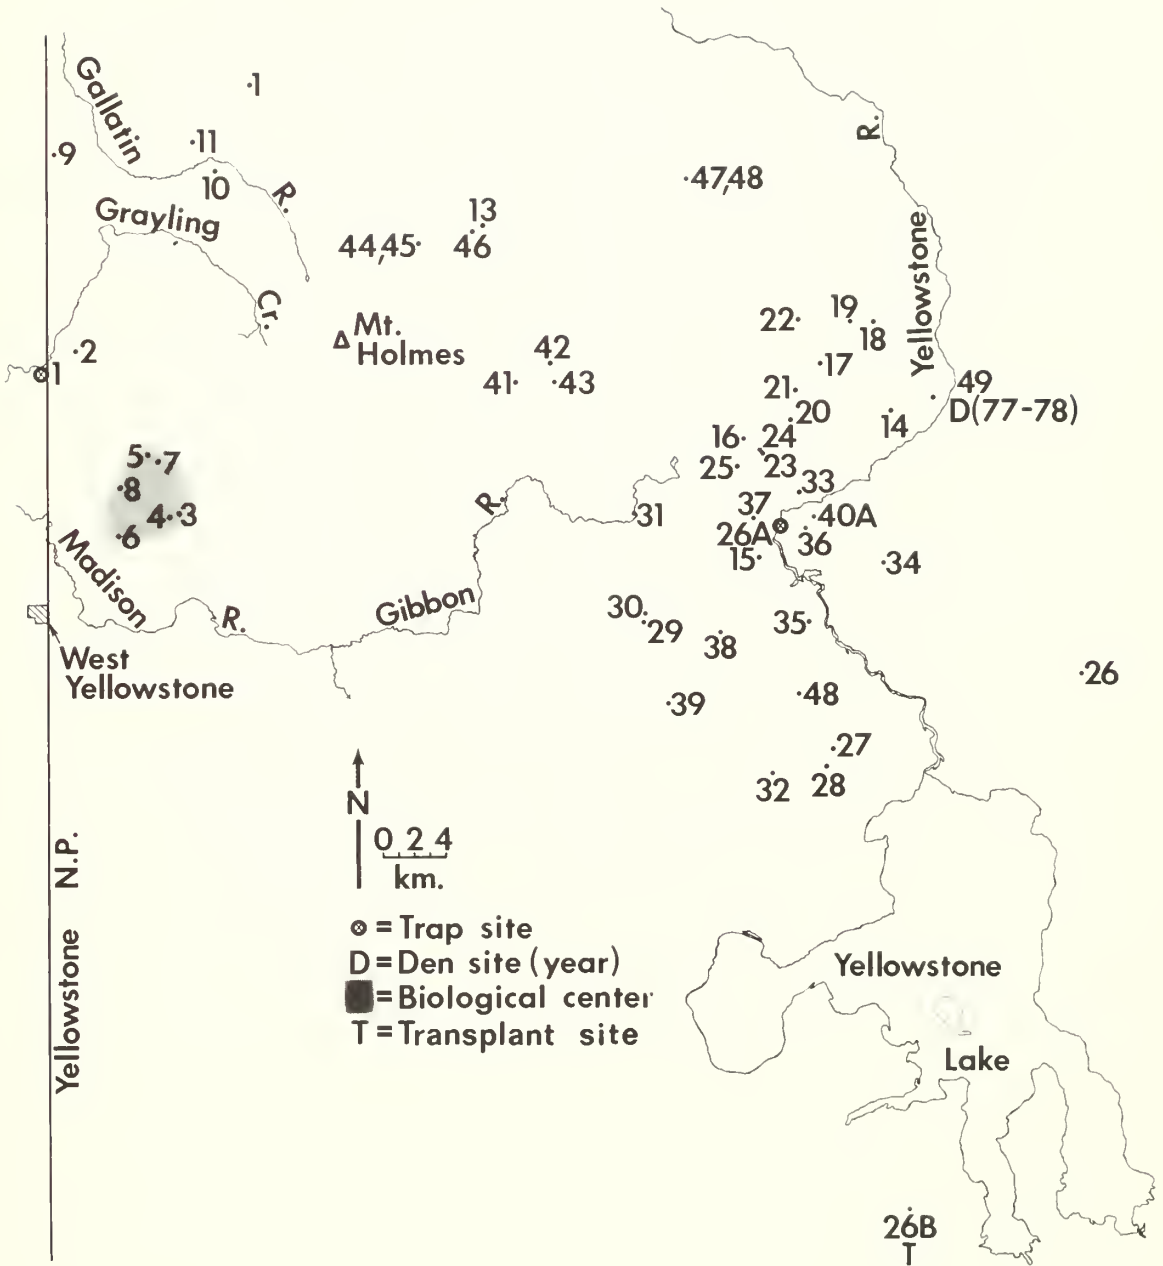 Gallatin
·1
·11
·9
10
R.
Grayling
·47,48
R.
13
44,45·
46
Cr.
Yellowstone
Mt.
Holmes
22·
19
18
·17
·2
1
42
41·
·43
21·
20
49
D(77-78)
14
16·
24
5·
·7
25·
23
·8
·33
4·
·3
R.
31
37
·40A
26A
36
·6
15·
·34
Madison
R.
Gibbon
30·
29
38
35·
West
Yellowstone
·26
·39
·48
·27
32
28
N
0 2 4
km.
Yellowstone N.P.
= Trap site
D = Den site (year)
= Biological center
T = Transplant site
Yellowstone
Lake
26B
T